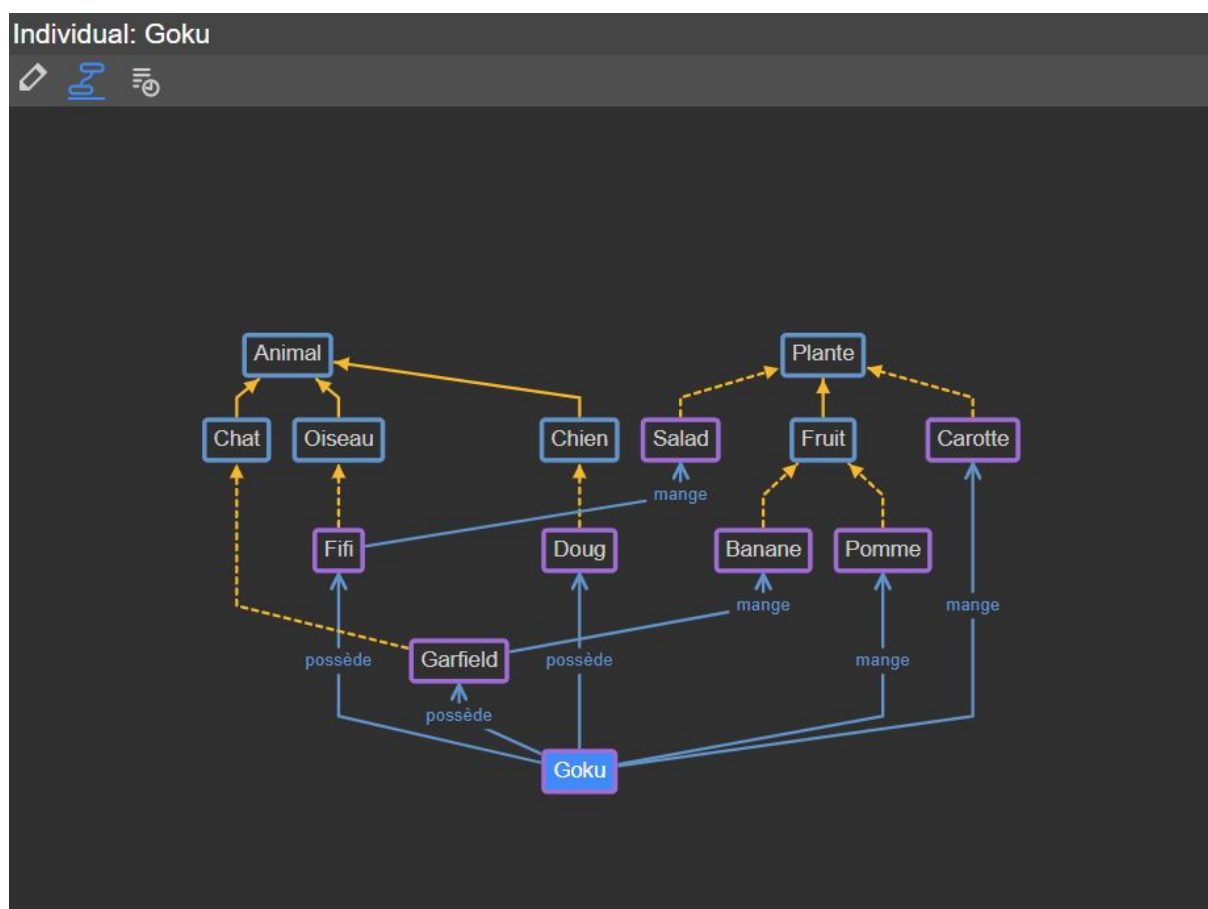 Individual: Goku
Animal
Plante
Chat
Oiseau
Chien
Salad
Fruit
Carotte
mange
Fifi
Doug
Banane
Pomme
mange
mange
possède
Garfield
possède
mange
possède
Goku